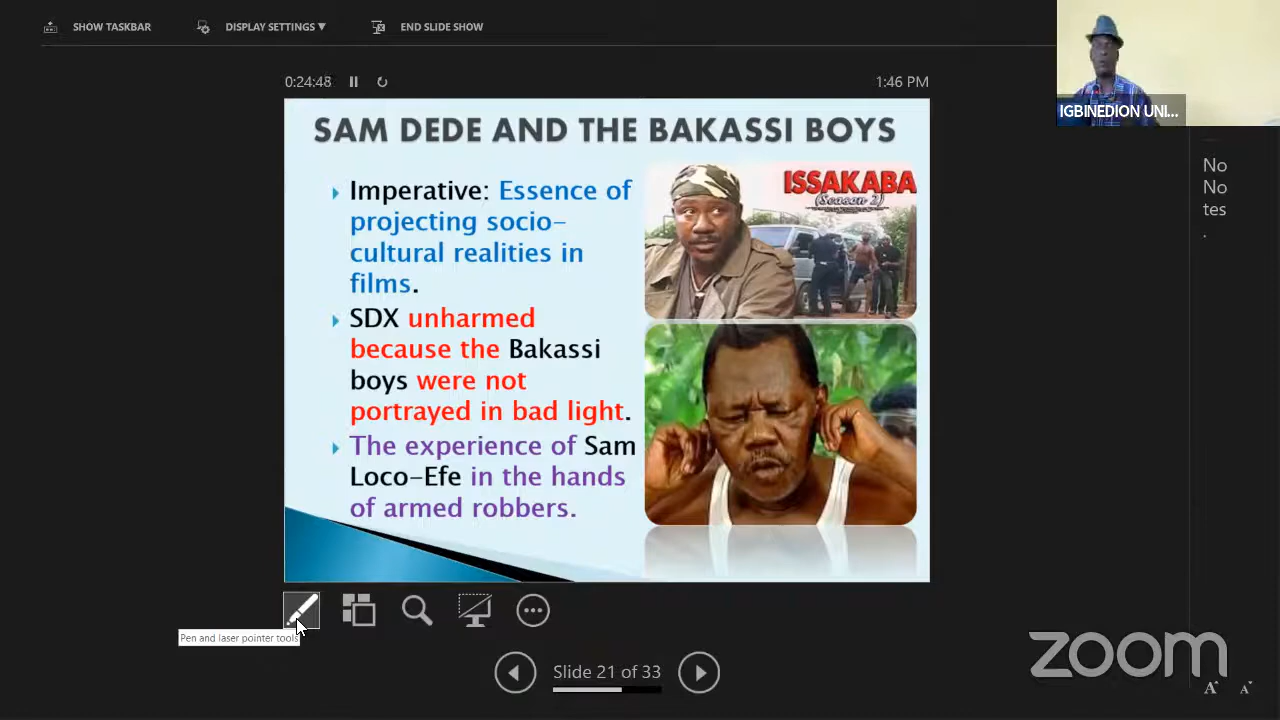 SHOW TASKBAR
DISPLAY SETTINGS ▼
END SLIDE SHOW
IGBINEDION UNI...
0:24:48
1:46 PM
SAM DEDE AND THE BAKASSI BOYS
Imperative: Essence of
projecting socio-
cultural realities in
films.
SDX unharmed
because the Bakassi
boys were not
portrayed in bad light.
The experience of Sam
Loco-Efe in the hands
of armed robbers.
ISSAKABA
(Season 2)
No
No
tes
.
Pen and laser pointer tools
Slide 21 of 33
zoom
A A